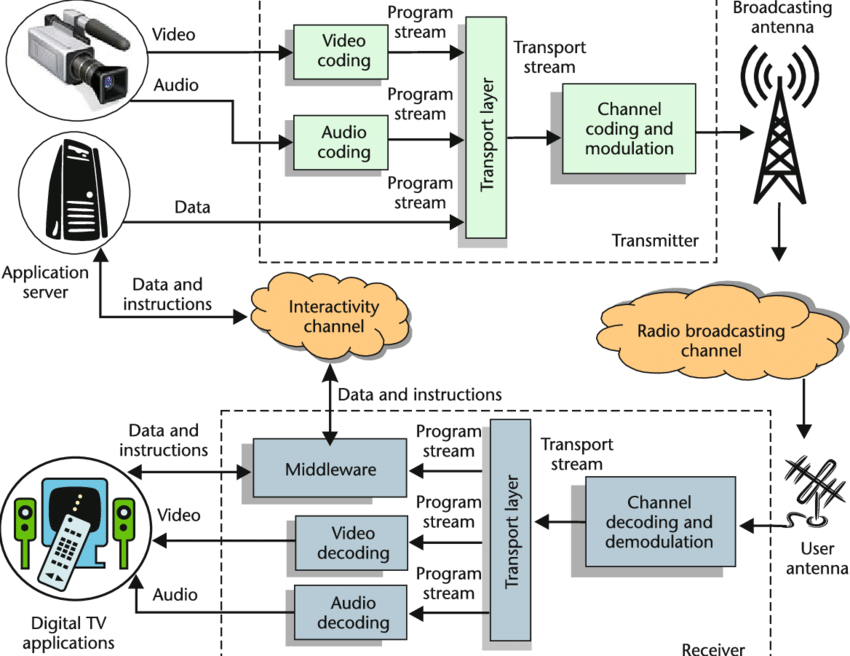 Video
Audio
Video
coding
Audio
coding
Program
stream
Program
stream
Program
stream
Transport layer
Transport
stream
Channel
coding and
modulation
Broadcasting
antenna
Data
Transmitter
Application
server
Data and
instructions
Interactivity
channel
Radio broadcasting
channel
Data and instructions
Data and
instructions
Middleware
Program
stream
Transport layer
Transport
stream
Channel
decoding and
demodulation
User
antenna
Video
Video
decoding
Program
stream
Audio
Audio
decoding
Program
stream
Digital TV
applications
Receiver